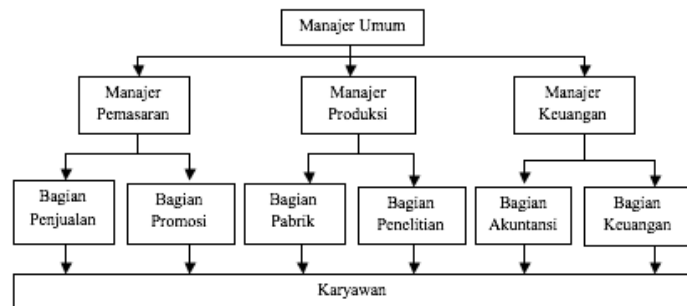 Manajer Umum
Manajer
Pemasaran
Manajer
Produksi
Manajer
Keuangan
Bagian
Penjualan
Bagian
Promosi
Bagian
Pabrik
Bagian
Penelitian
Bagian
Akuntansi
Bagian
Keuangan
Karyawan